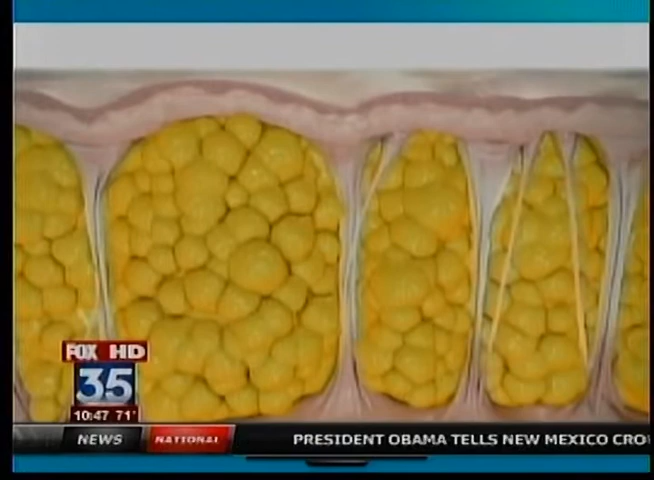 FOX HD
35
10:47 71°
NEWS NATIONAL PRESIDENT OBAMA TELLS NEW MEXICO CRO